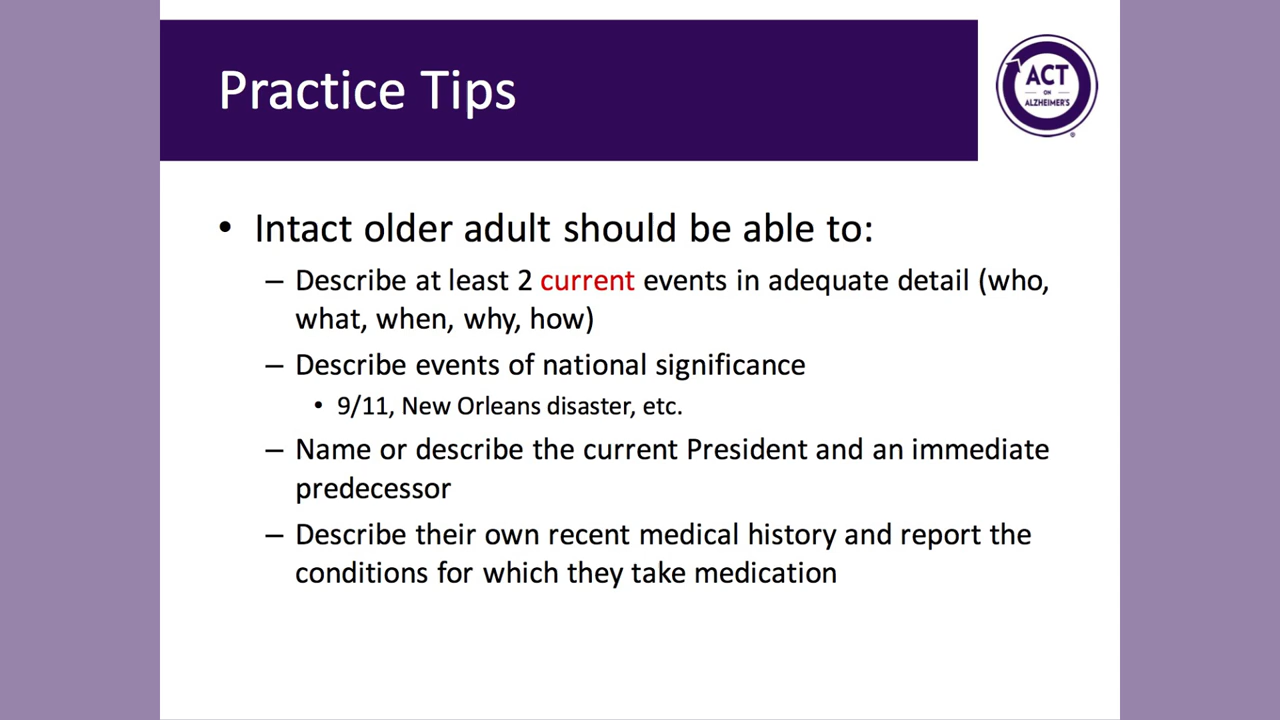 Practice Tips
ACT
ON
ALZHEIMER'S
®
• Intact older adult should be able to:
– Describe at least 2 current events in adequate detail (who,
what, when, why, how)
– Describe events of national significance
• 9/11, New Orleans disaster, etc.
– Name or describe the current President and an immediate
predecessor
– Describe their own recent medical history and report the
conditions for which they take medication